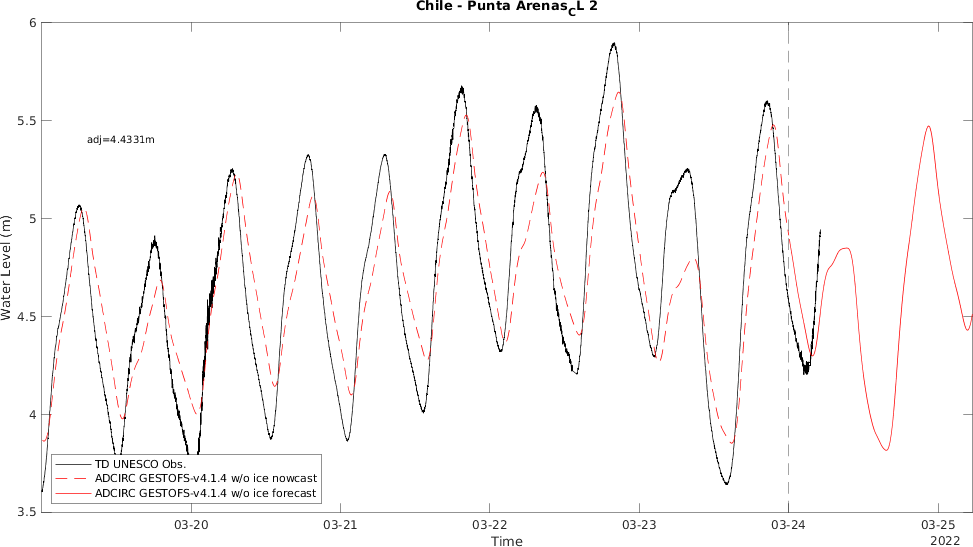 Chile - Punta Arenas_CL 2
6
5.5
5
4.5
4
3.5
Water Level (m)
adj=4.4331m
TD UNESCO Obs.
ADCIRC GESTOFS-v4.1.4 w/o ice nowcast
ADCIRC GESTOFS-v4.1.4 w/o ice forecast
03-20
03-21
03-22
03-23
03-24
03-25
Time
2022